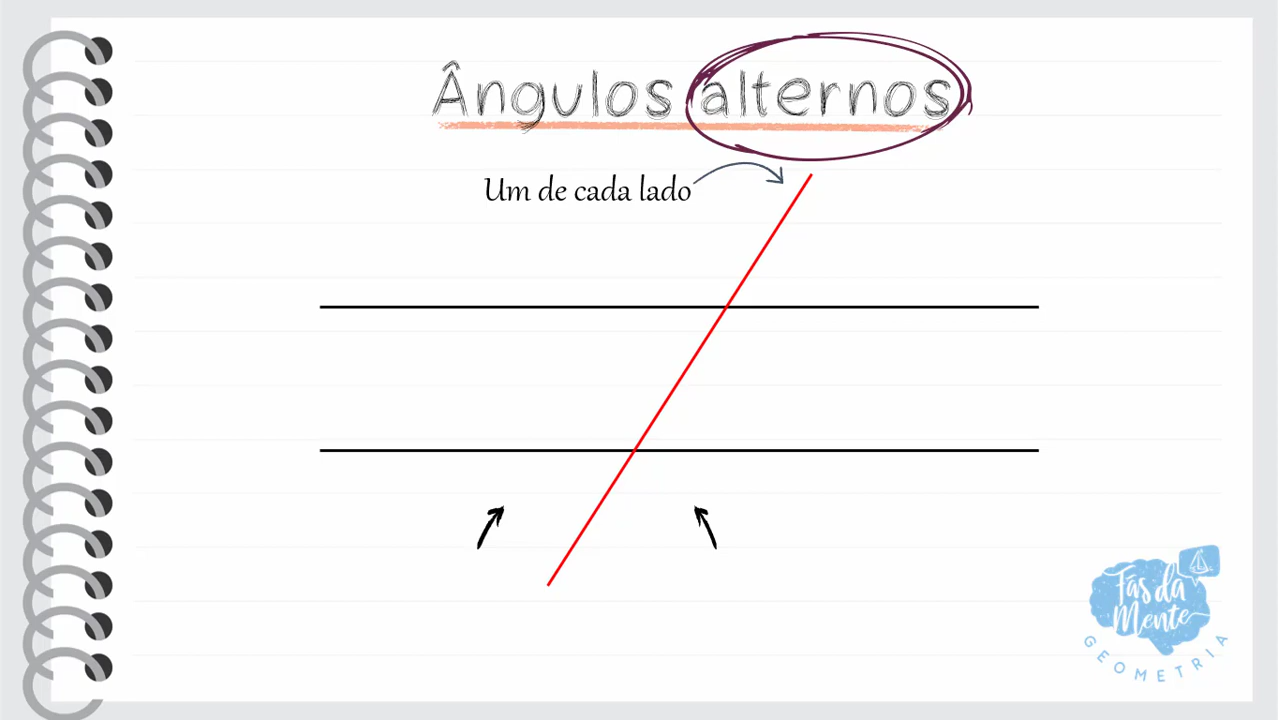 Ângulos alternos
Um de cada lado
Fãs da
Mente
GEOMETRIA